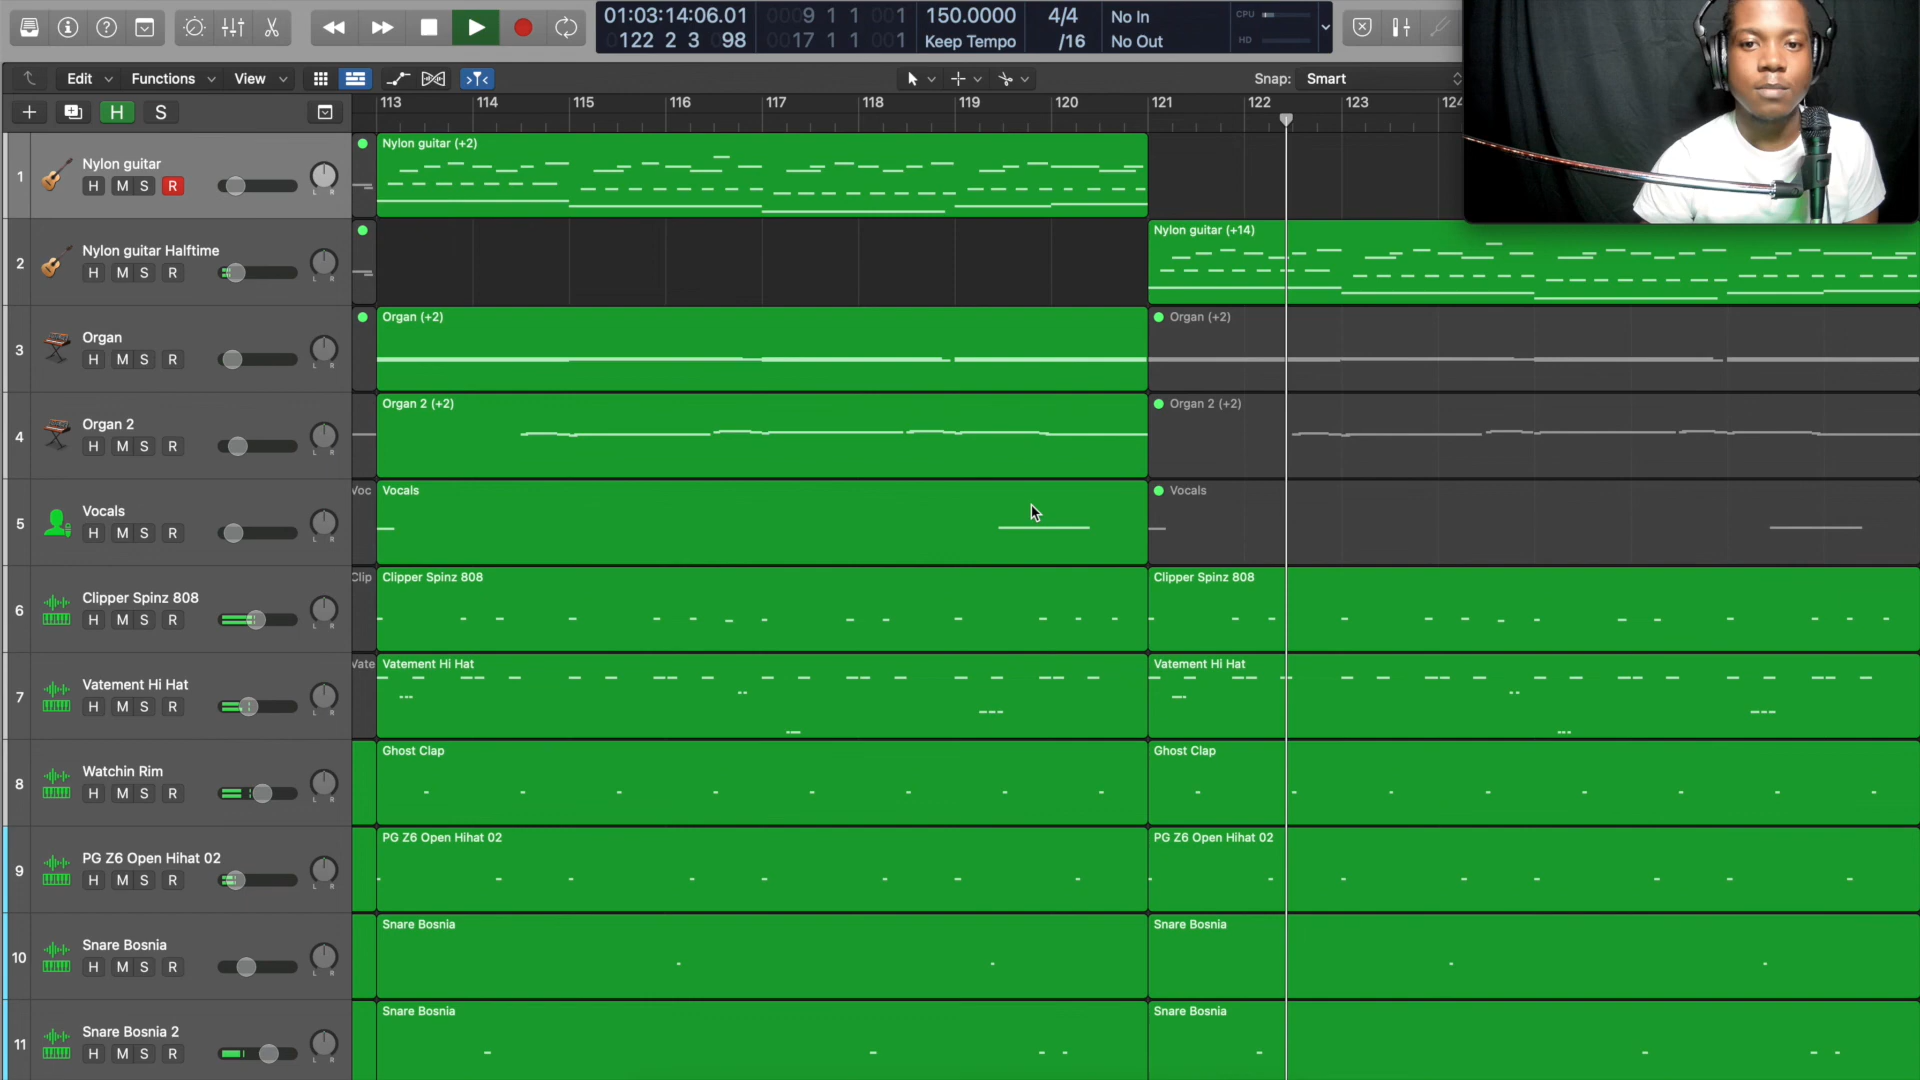 01:03:14:06.01
122 2 3 98
0009 1 1 001
0017 1 1 001
150.0000
Keep Tempo
4/4
/16
No In
No Out
CPU
HD
Edit
Functions
View
Snap: Smart
H
S
113 114 115 116 117 118 119 120 121 122 123 124
1
Nylon guitar
H M S R
L R
Nylon guitar (+2)
2
Nylon guitar Halftime
H M S R
L R
Nylon guitar (+14)
3
Organ
H M S R
L R
Organ (+2)
Organ (+2)
4
Organ 2
H M S R
L R
Organ 2 (+2)
Organ 2 (+2)
5
Vocals
H M S R
L R
Voc
Vocals
Vocals
6
Clipper Spinz 808
H M S R
L R
Clip
Clipper Spinz 808
Clipper Spinz 808
7
Vatement Hi Hat
H M S R
L R
Vate
Vatement Hi Hat
Vatement Hi Hat
8
Watchin Rim
H M S R
L R
Ghost Clap
Ghost Clap
9
PG Z6 Open Hihat 02
H M S R
L R
PG Z6 Open Hihat 02
PG Z6 Open Hihat 02
10
Snare Bosnia
H M S R
L R
Snare Bosnia
Snare Bosnia
11
Snare Bosnia 2
H M S R
L R
Snare Bosnia
Snare Bosnia